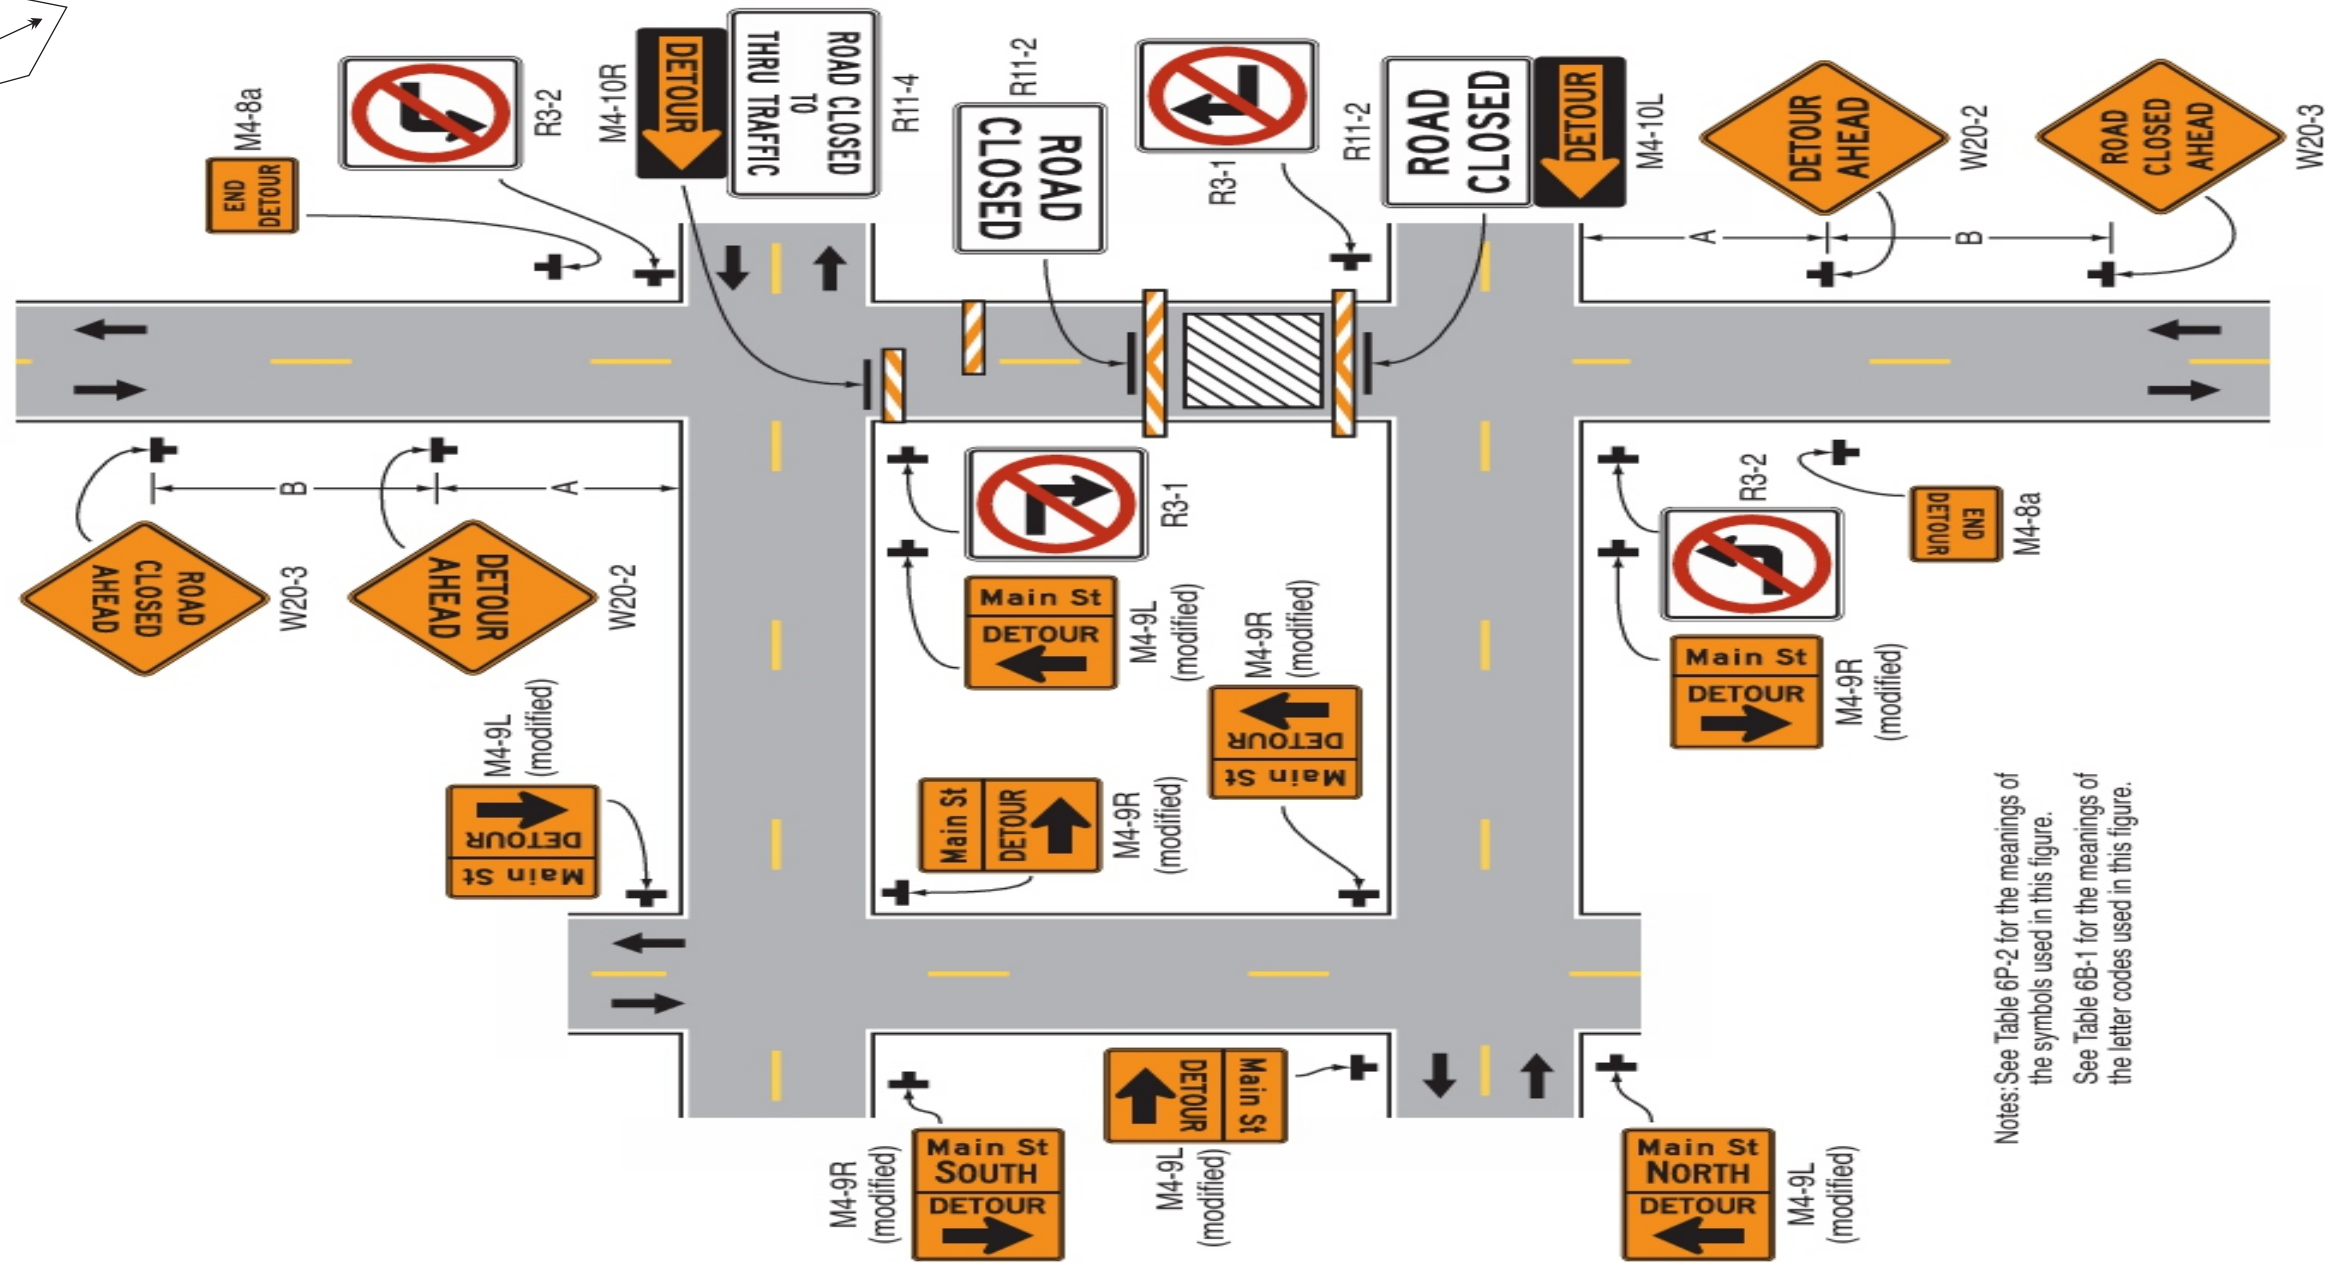 M4-8a
END
DETOUR
R3-2
M4-10R
DETOUR
ROAD CLOSED
TO
THRU TRAFFIC
R11-4
R11-2
ROAD
CLOSED
R3-1
R11-2
ROAD
CLOSED
DETOUR
M4-10L
DETOUR
AHEAD
W20-2
ROAD
CLOSED
AHEAD
W20-3
A
B
B
A
ROAD
CLOSED
AHEAD
W20-3
DETOUR
AHEAD
W20-2
R3-1
Main St
DETOUR
M4-9L
(modified)
M4-9R
(modified)
Main St
DETOUR
R3-2
END
DETOUR
M4-8a
Main St
DETOUR
M4-9R
(modified)
M4-9L
(modified)
Main St
DETOUR
Main St
DETOUR
M4-9R
(modified)
Main St
SOUTH
DETOUR
M4-9R
(modified)
Main St
DETOUR
M4-9L
(modified)
Main St
NORTH
DETOUR
M4-9L
(modified)
Notes: See Table 6P-2 for the meanings of
the symbols used in this figure.
See Table 6B-1 for the meanings of
the letter codes used in this figure.